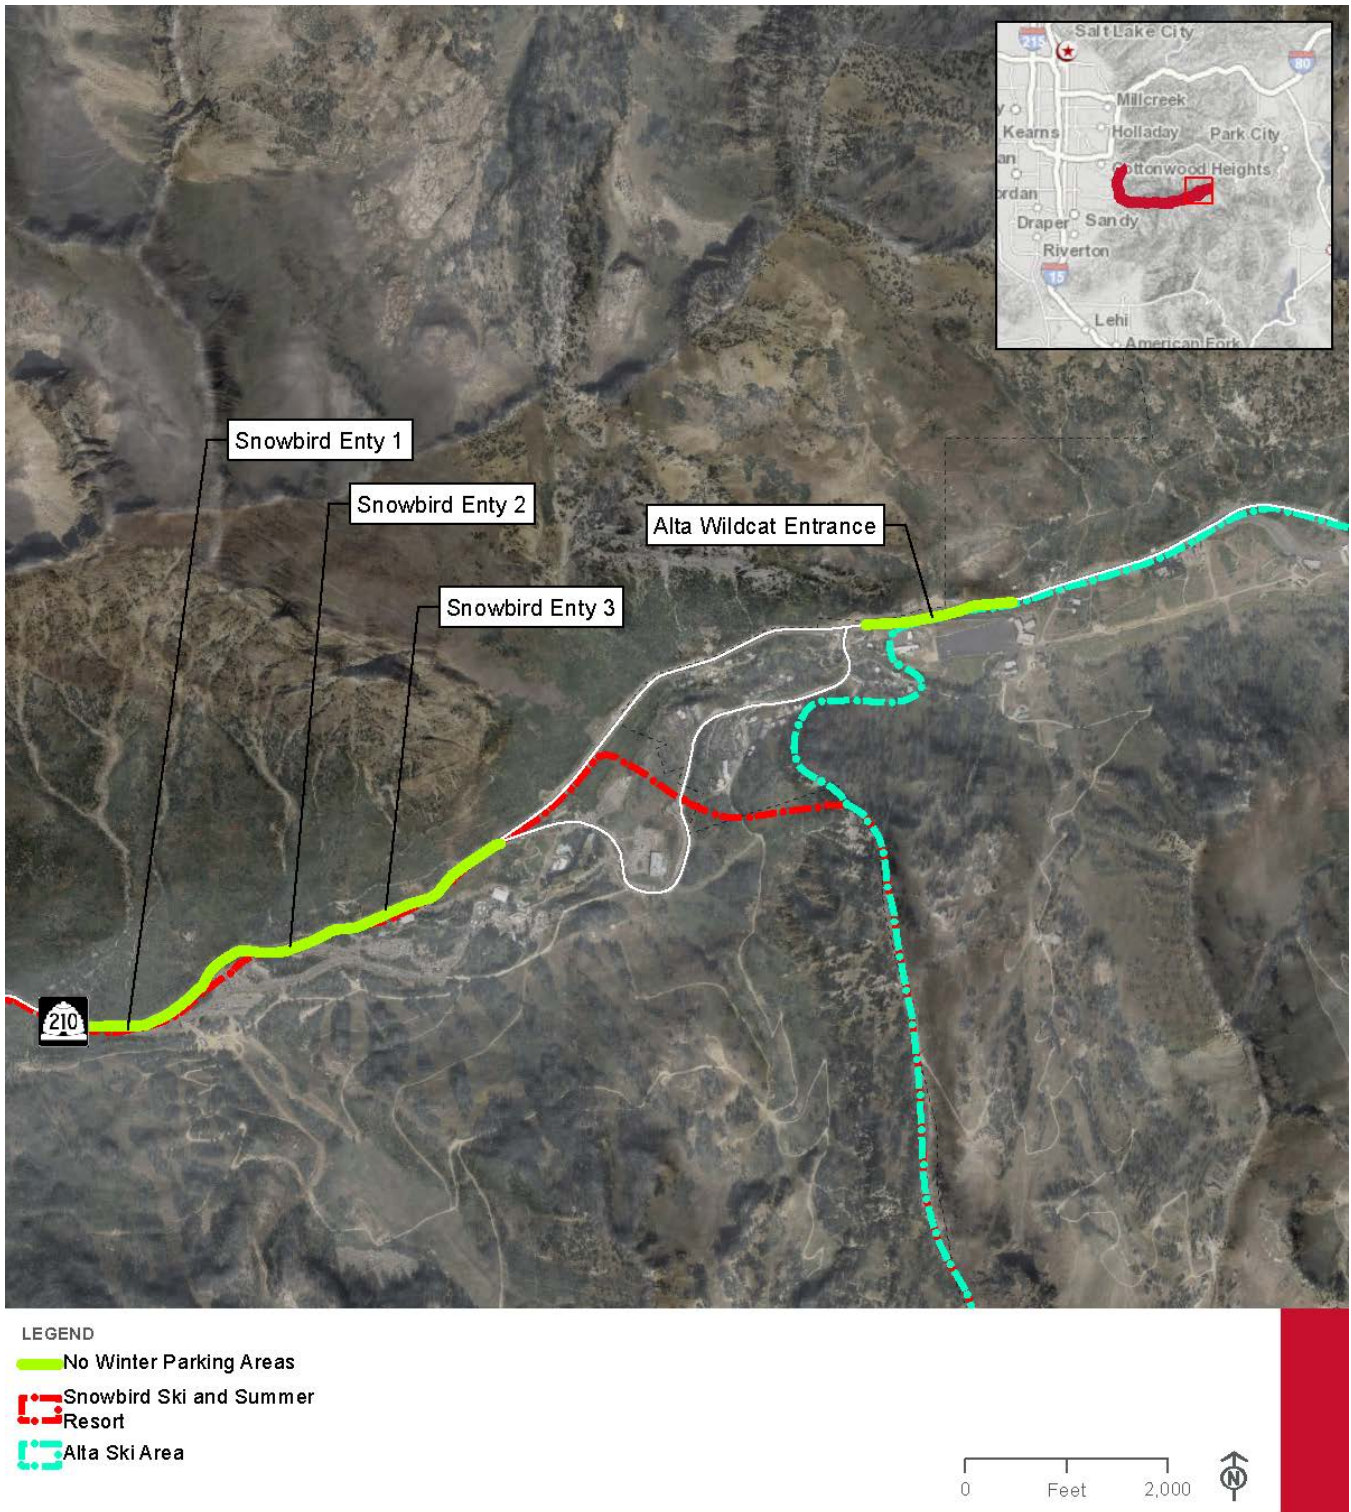 Salt Lake City
215
80
Millcreek
Kearns
Holladay
Park City
Cottonwood Heights
Draper
Sandy
Riverton
15
Lehi
American Fork
Snowbird Enty 1
Snowbird Enty 2
Alta Wildcat Entrance
Snowbird Enty 3
210
LEGEND
No Winter Parking Areas
Snowbird Ski and Summer
Resort
Alta Ski Area
0
Feet
2,000
N